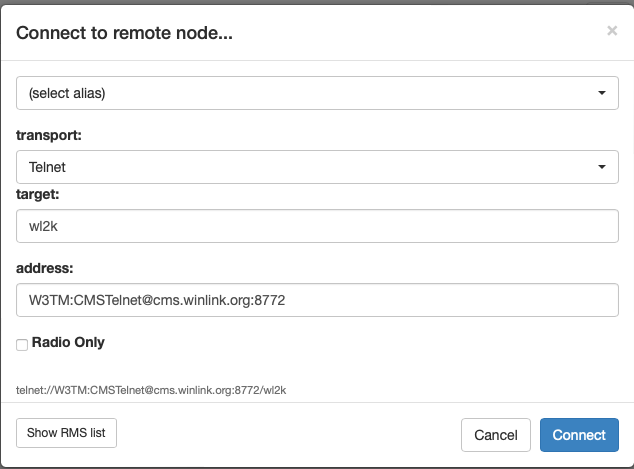 Connect to remote node...
×
(select alias)
transport:
Telnet
target:
wl2k
address:
W3TM:CMSTelnet@cms.winlink.org:8772
Radio Only
telnet://W3TM:CMSTelnet@cms.winlink.org:8772/wl2k
Show RMS list
Cancel
Connect